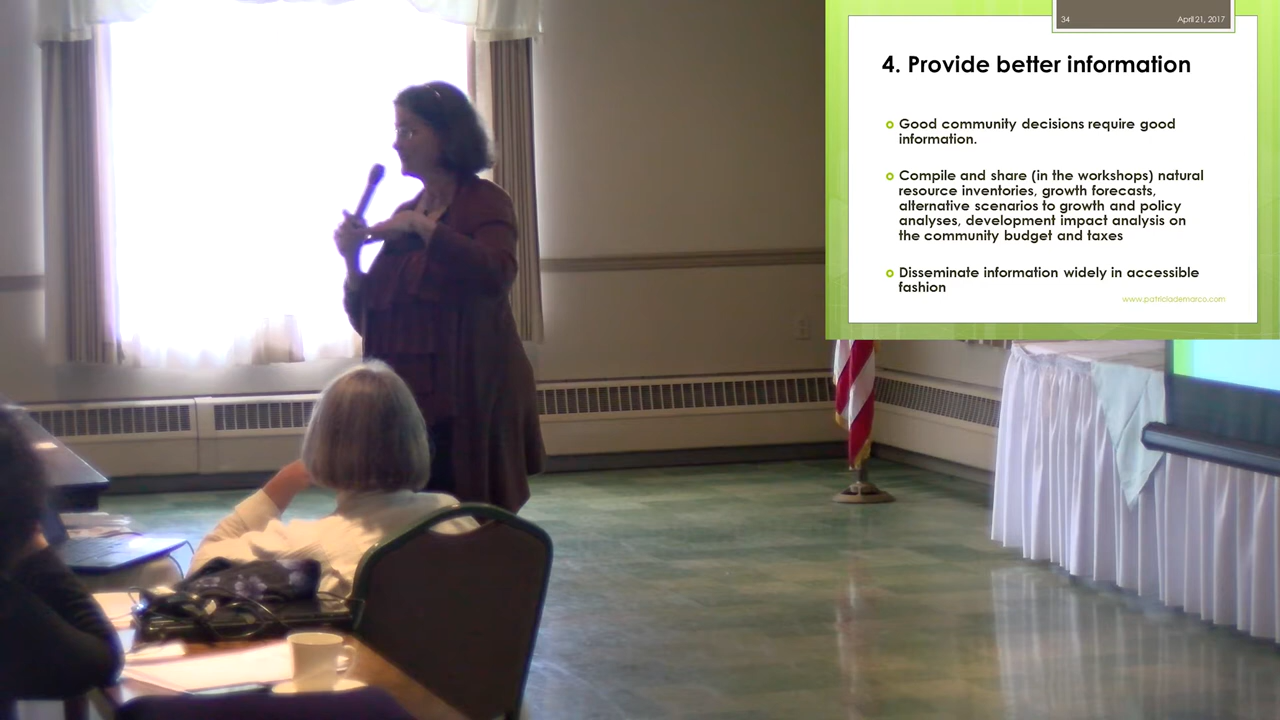 34
April 21, 2017
4. Provide better information
Good community decisions require good
information.
Compile and share (in the workshops) natural
resource inventories, growth forecasts,
alternative scenarios to growth and policy
analyses, development impact analysis on
the community budget and taxes
Disseminate information widely in accessible
fashion
www.patriciademarco.com